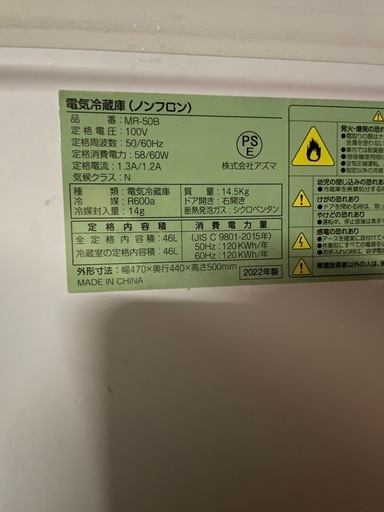 電気冷蔵庫(ノンフロン)
品番:MR-50B
定格電圧:100V
定格周波数:50/60Hz
定格消費電力:58/60W
定格電流:1.3A/1.2A
気候クラス:N
PS
E
株式会社アズマ
種類:電気冷蔵庫 質量:14.5Kg
冷媒:R600a ドア開き:右開き
冷媒封入量:14g 断熱発泡ガス:シクロペンタン
定格内容積 消費電力量
全定格内容積:46L (JIS C 9801-2015年)
冷蔵室の定格内容積:46L 50Hz:120KWh/年
60Hz:120KWh/年
外形寸法:幅470×奥行440×高さ500mm 2022年製
MADE IN CHINA
発火・爆発の恐れ
幼児の閉じ込みの恐れあり
けがの恐れあり
やけどの恐れあり
感電の恐れあり